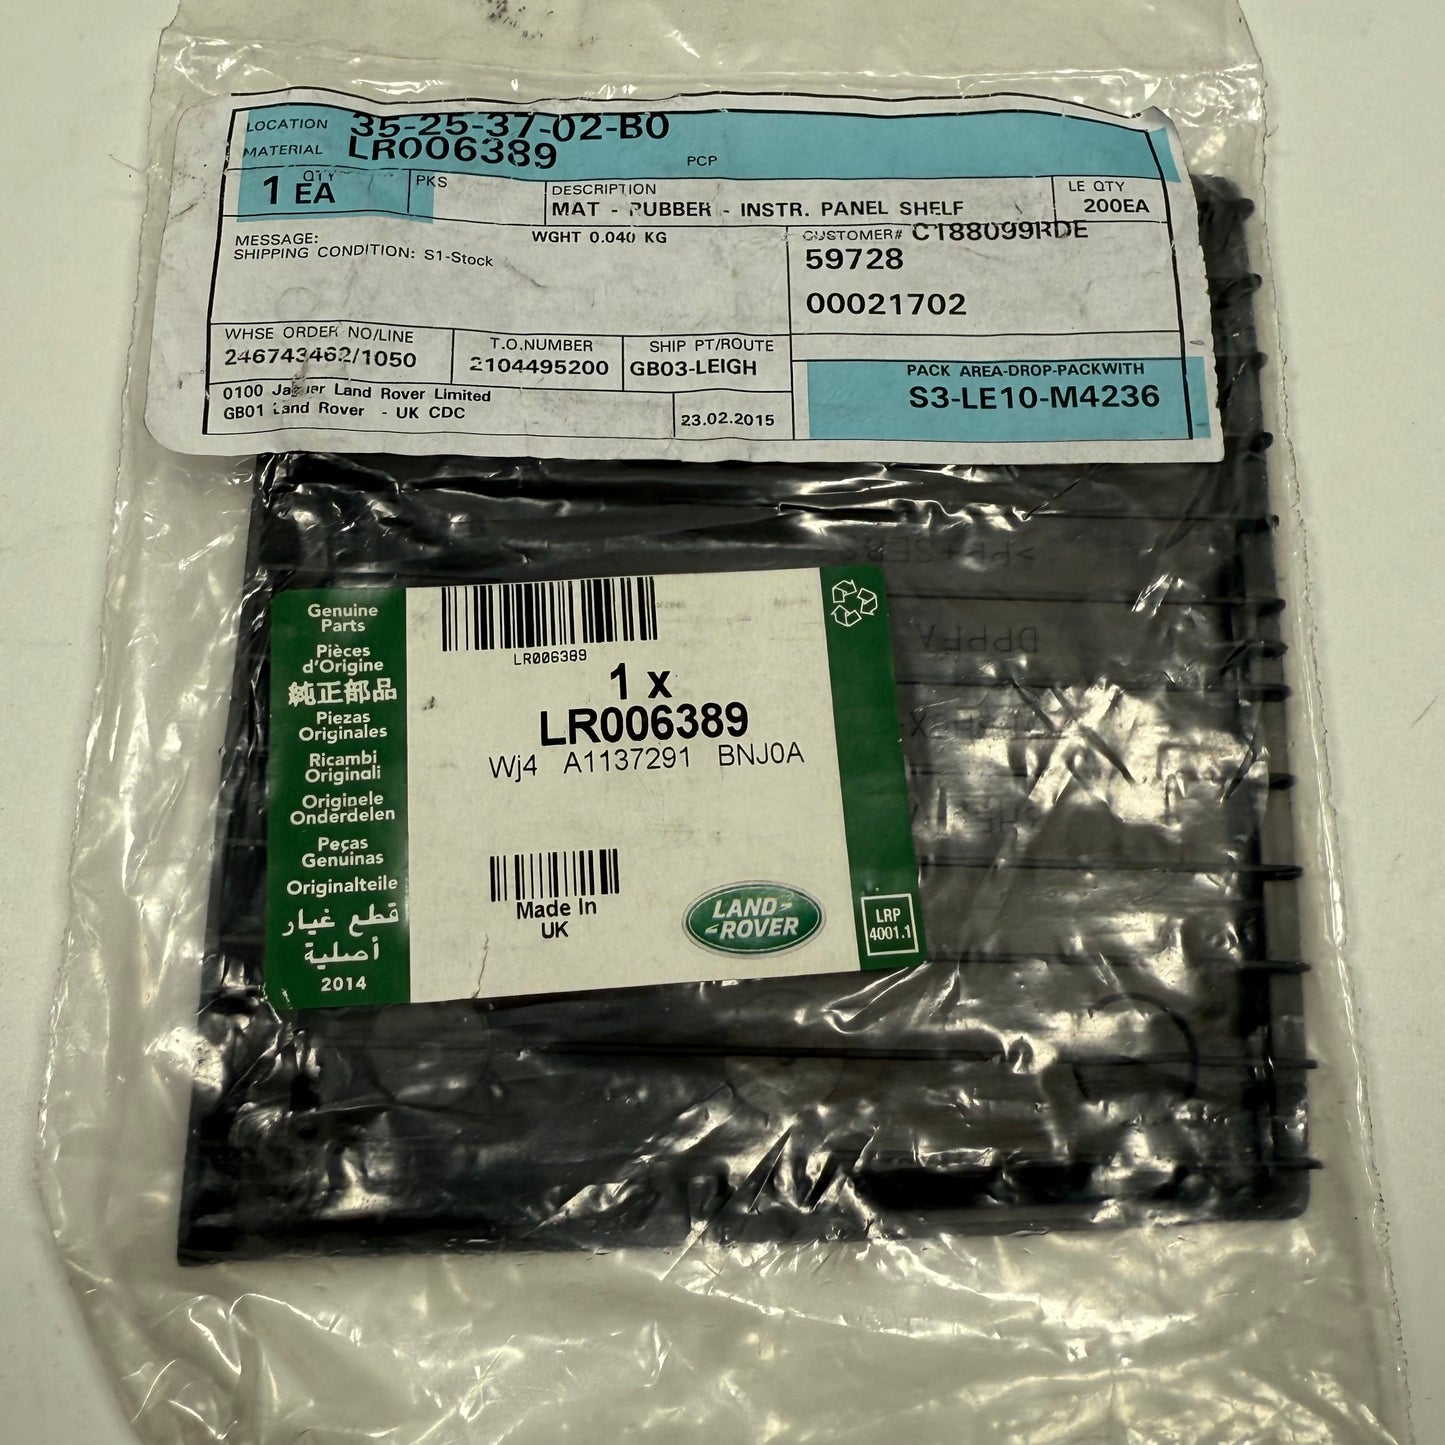 LOCATION 35-25-37-02-B0
MATERIAL LR006389
PCP
QTY
1 EA
PKS
DESCRIPTION
MAT - RUBBER - INSTR. PANEL SHELF
LE QTY
200EA
MESSAGE:
SHIPPING CONDITION: S1-Stock
WGHT 0.040 KG
CUSTOMER# C188099RDE
59728
00021702
WHSE ORDER NO/LINE
246743462/1050
T.O.NUMBER
2104495200
SHIP PT/ROUTE
GB03-LEIGH
PACK AREA-DROP-PACKWITH
S3-LE10-M4236
0100 Jaguar Land Rover Limited
GB01 Land Rover - UK CDC
23.02.2015
Genuine
Parts
Pièces
d'Origine
純正部品
Piezas
Originales
Ricambi
Originali
Originele
Onderdelen
Peças
Genuínas
Originalteile
قطع غيار
أصلية
2014
LR006389
1 x
LR006389
Wj4 A1137291 BNJ0A
Made In
UK
LAND-
-ROVER
LRP
4001.1